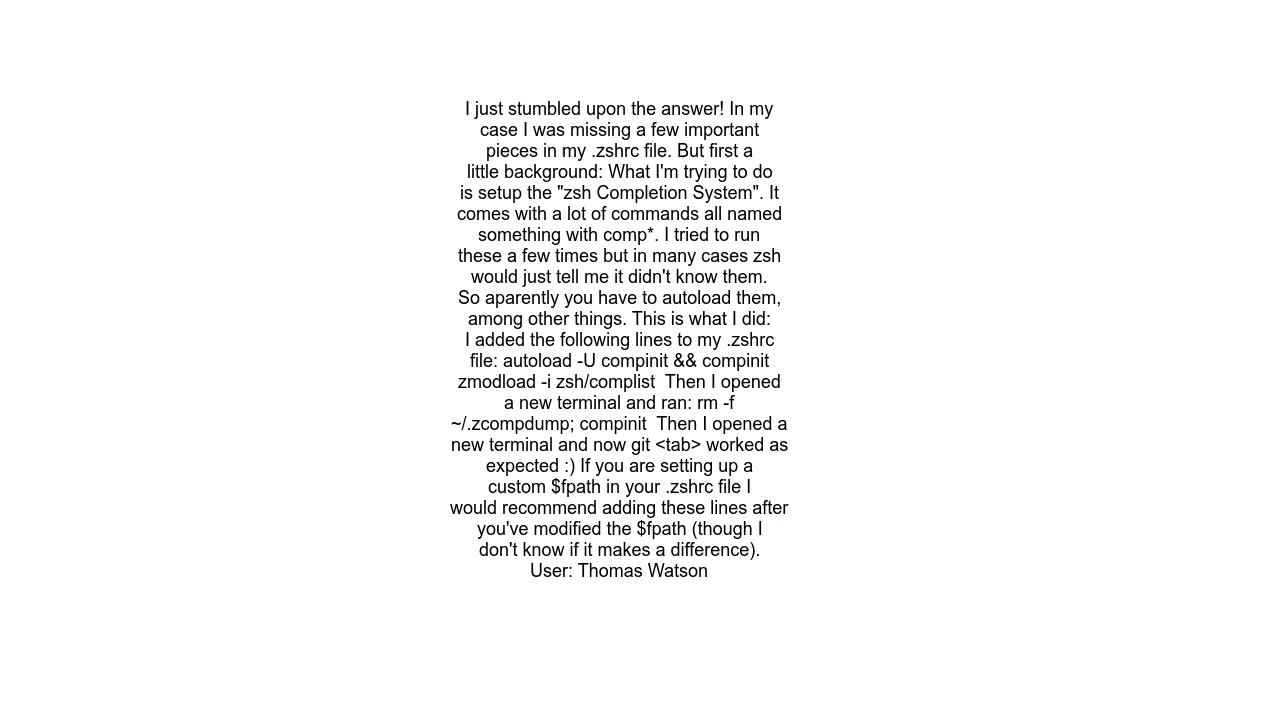 I just stumbled upon the answer! In my
case I was missing a few important
pieces in my .zshrc file. But first a
little background: What I'm trying to do
is setup the "zsh Completion System". It
comes with a lot of commands all named
something with comp*. I tried to run
these a few times but in many cases zsh
would just tell me it didn't know them.
So aparently you have to autoload them,
among other things. This is what I did:
I added the following lines to my .zshrc
file: autoload -U compinit && compinit
zmodload -i zsh/complist  Then I opened
a new terminal and ran: rm -f
~/.zcompdump; compinit  Then I opened a
new terminal and now git <tab> worked as
expected :) If you are setting up a
custom $fpath in your .zshrc file I
would recommend adding these lines after
you've modified the $fpath (though I
don't know if it makes a difference).
User: Thomas Watson